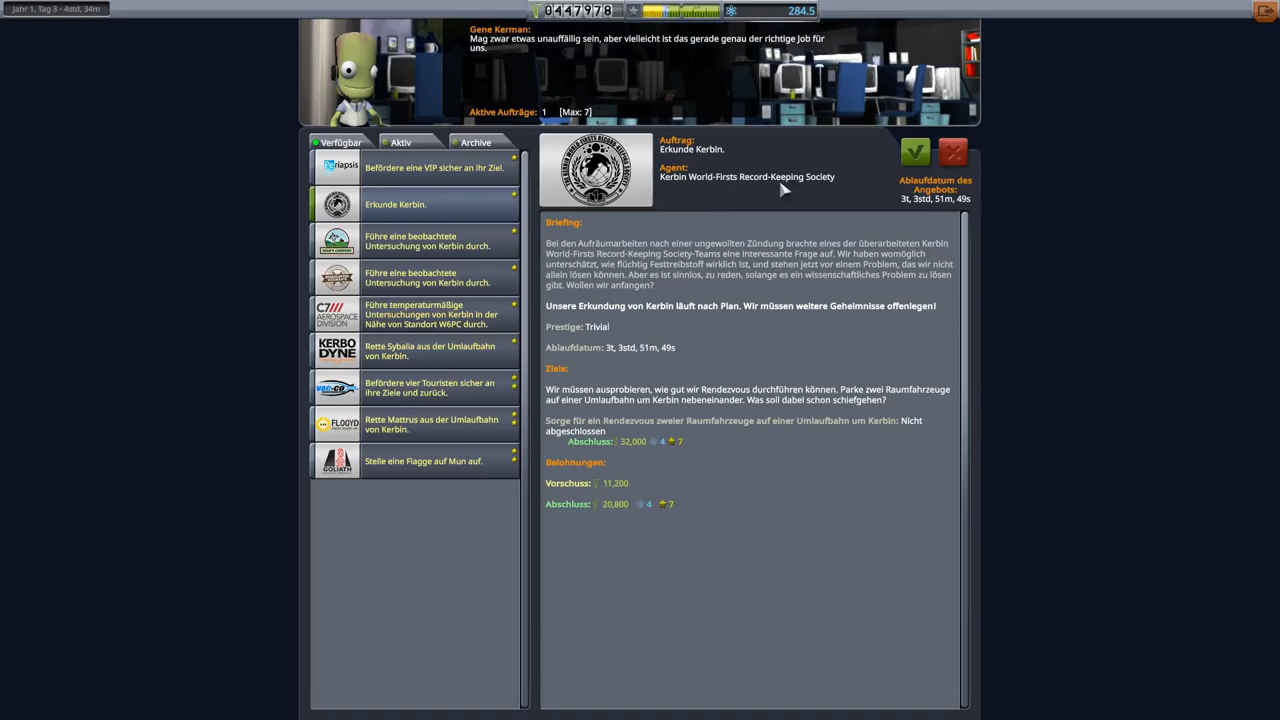 Jahr 1, Tag 3 - 4std, 34m
0447978
284.5
Gene Kerman:
Mag zwar etwas unauffällig sein, aber vielleicht ist das gerade genau der richtige Job für
uns.
Aktive Aufträge: 1 [Max: 7]
Verfügbar
Aktiv
Archive
Periapsis
Befördere eine VIP sicher an ihr Ziel.
Erkunde Kerbin.
Führe eine beobachtete
Untersuchung von Kerbin durch.
Führe eine beobachtete
Untersuchung von Kerbin durch.
C7///
AEROSPACE
DIVISION
Führe temperaturmäßige
Untersuchungen von Kerbin in der
Nähe von Standort W6PC durch.
KERBO
DYNE
Rette Sybalia aus der Umlaufbahn
von Kerbin.
VAC-CO
Befördere vier Touristen sicher an
ihre Ziele und zurück.
FLOOYD
Rette Mattrus aus der Umlaufbahn
von Kerbin.
GOLIATH
Stelle eine Flagge auf Mun auf.
Auftrag:
Erkunde Kerbin.
Agent:
Kerbin World-Firsts Record-Keeping Society
Ablaufdatum des
Angebots:
3t, 3std, 51m, 49s
Briefing:
Bei den Aufräumarbeiten nach einer ungewollten Zündung brachte eines der überarbeiteten Kerbin
World-Firsts Record-Keeping Society-Teams eine interessante Frage auf. Wir haben womöglich
unterschätzt, wie flüchtig Festtreibstoff wirklich ist, und stehen jetzt vor einem Problem, das wir nicht
allein lösen können. Aber es ist sinnlos, zu reden, solange es ein wissenschaftliches Problem zu lösen
gibt. Wollen wir anfangen?
Unsere Erkundung von Kerbin läuft nach Plan. Wir müssen weitere Geheimnisse offenlegen!
Prestige: Trivial
Ablaufdatum: 3t, 3std, 51m, 49s
Ziele:
Wir müssen ausprobieren, wie gut wir Rendezvous durchführen können. Parke zwei Raumfahrzeuge
auf einer Umlaufbahn um Kerbin nebeneinander. Was soll dabei schon schiefgehen?
Sorge für ein Rendezvous zweier Raumfahrzeuge auf einer Umlaufbahn um Kerbin: Nicht
abgeschlossen
Abschluss: 32,000 4 7
Belohnungen:
Vorschuss: 11,200
Abschluss: 20,800 4 7